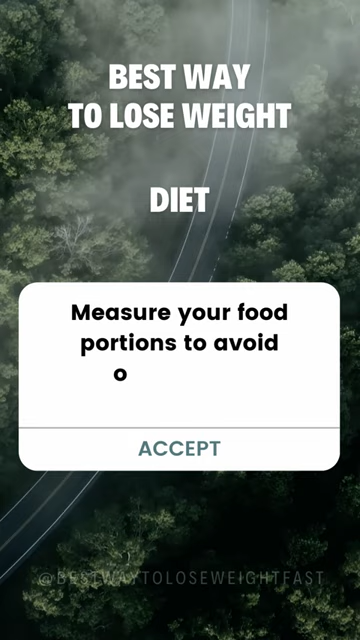 BEST WAY
TO LOSE WEIGHT
DIET
Measure your food
portions to avoid
o
ACCEPT
@BESTWAYTOLOSEWEIGHTFAST